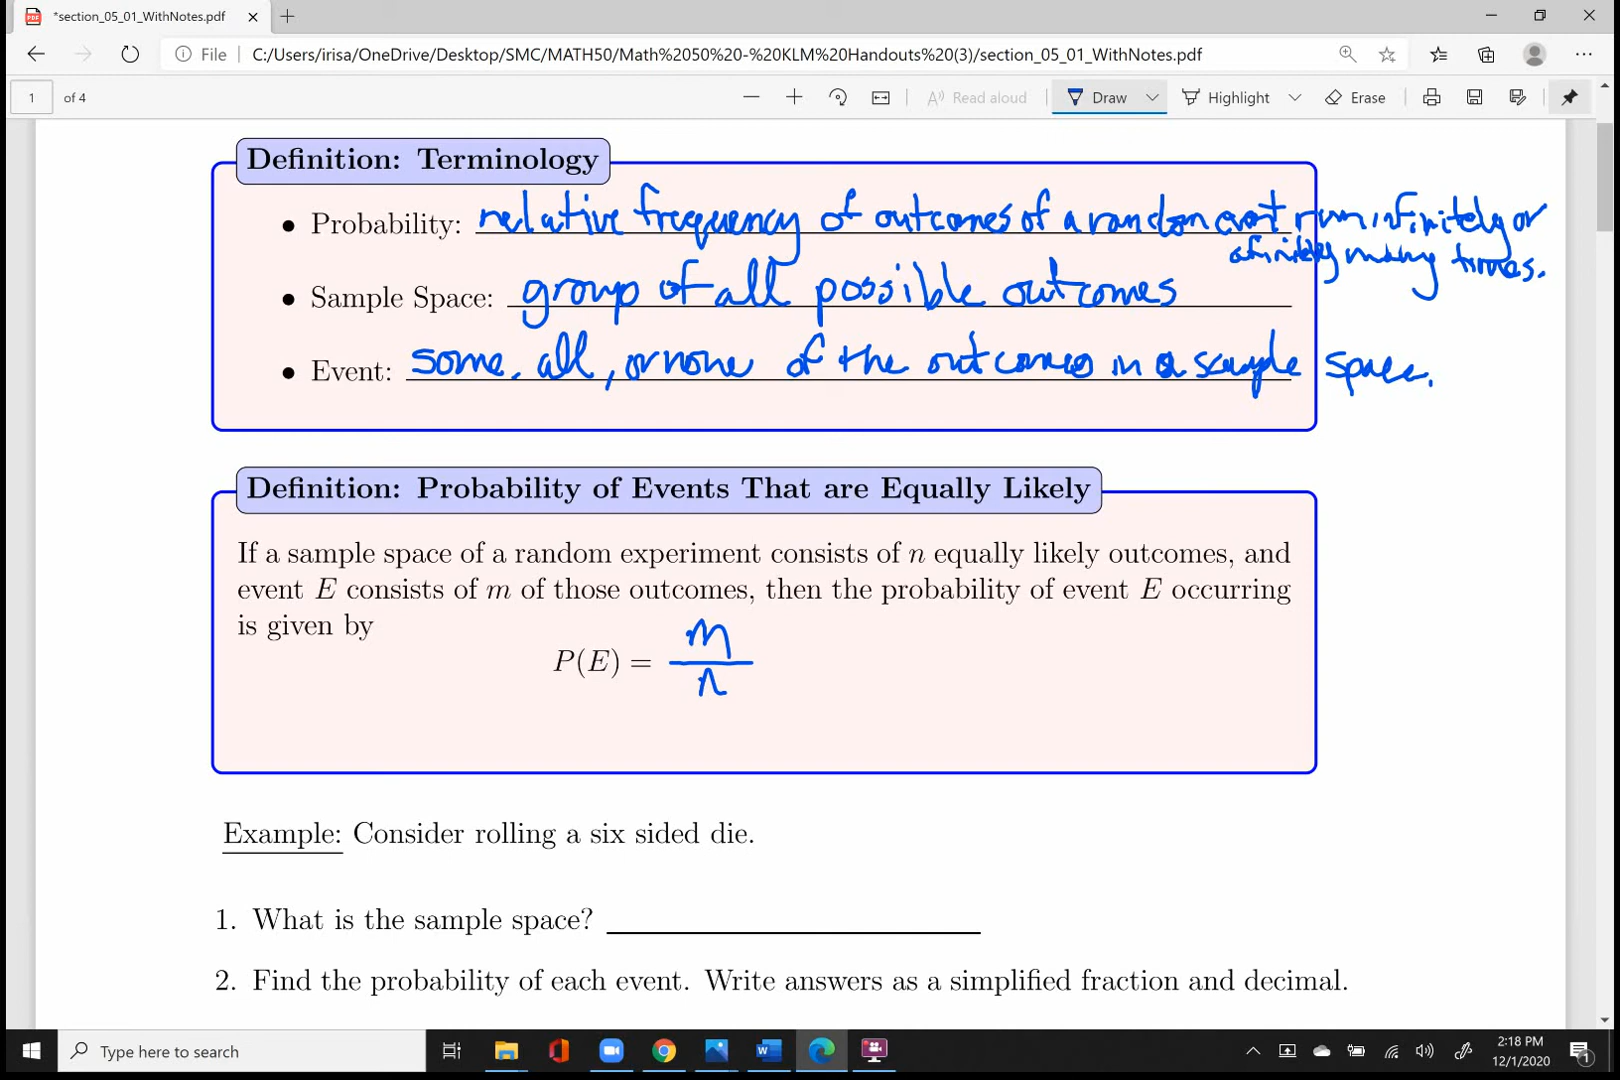 *section_05_01_WithNotes.pdf
File C:/Users/irisa/OneDrive/Desktop/SMC/MATH50/Math%2050%20-%20KLM%20Handouts%20(3)/section_05_01_WithNotes.pdf
1 of 4 Read aloud Draw Highlight Erase
Definition: Terminology
• Probability: relative frequency of outcomes of a random event run infinitely or
afinitely many times.
• Sample Space: group of all possible outcomes
• Event: some, all, or none of the outcomes in a sample space.
Definition: Probability of Events That are Equally Likely
If a sample space of a random experiment consists of n equally likely outcomes, and
event E consists of m of those outcomes, then the probability of event E occurring
is given by
P(E) = m/n
Example: Consider rolling a six sided die.
1. What is the sample space?
2. Find the probability of each event. Write answers as a simplified fraction and decimal.
Type here to search
2:18 PM
12/1/2020
1